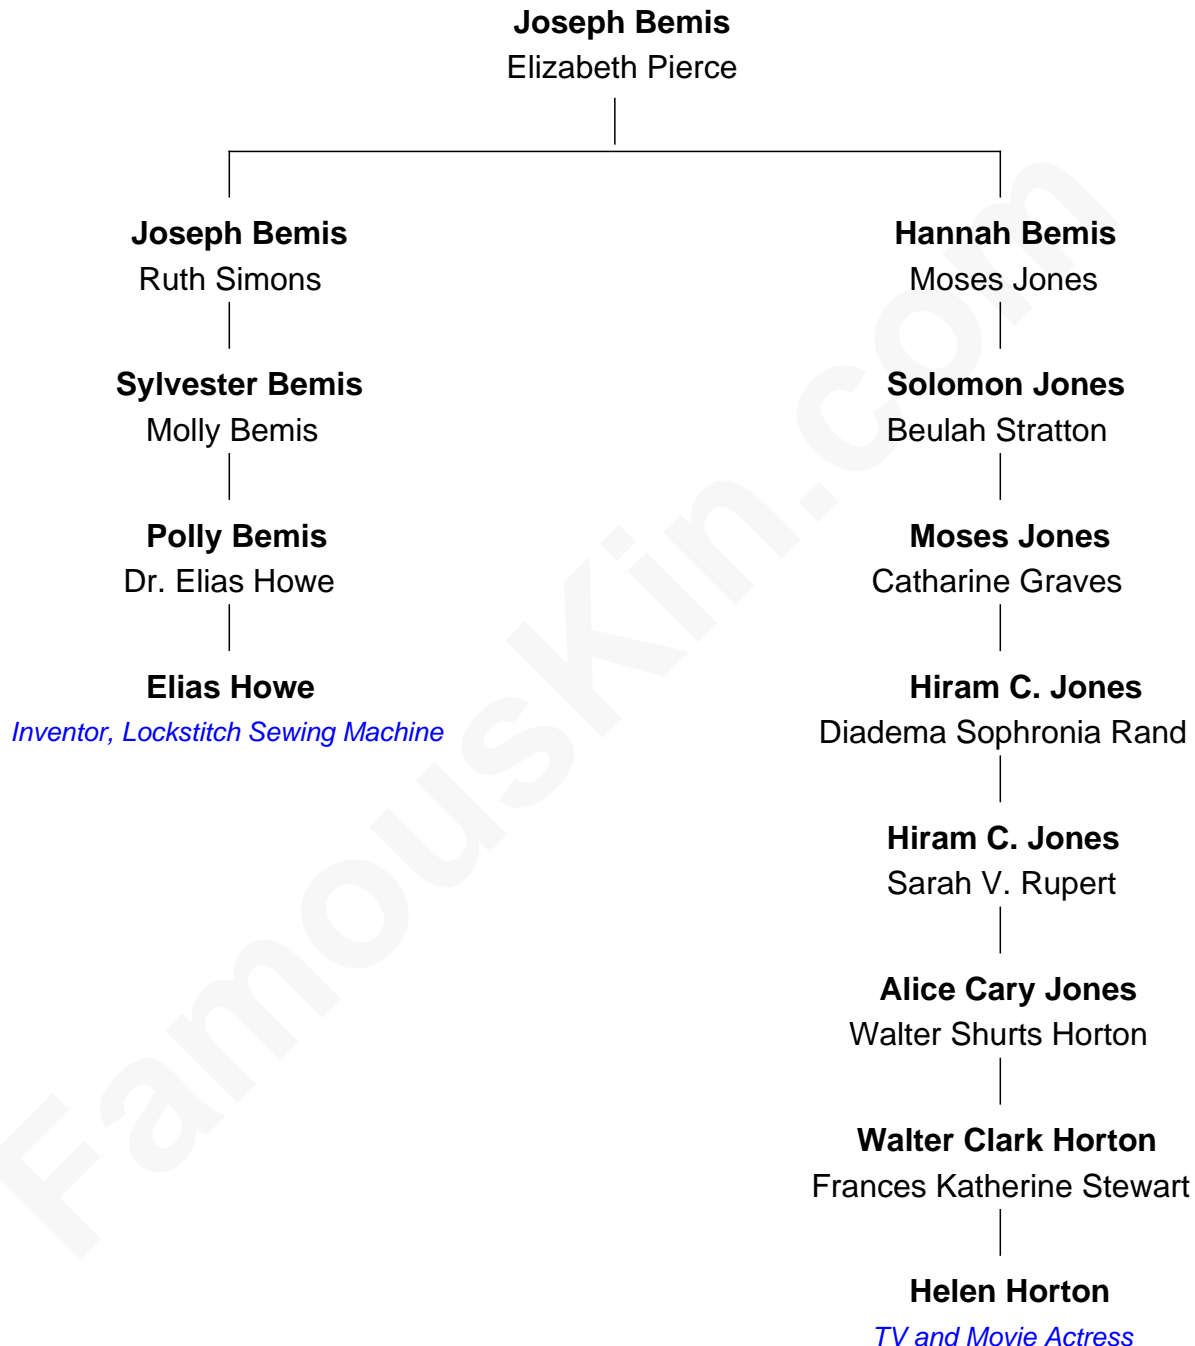 Joseph Bemis
Elizabeth Pierce
Joseph Bemis
Ruth Simons
Hannah Bemis
Moses Jones
Sylvester Bemis
Molly Bemis
Solomon Jones
Beulah Stratton
Polly Bemis
Dr. Elias Howe
Moses Jones
Catharine Graves
Elias Howe
Inventor, Lockstitch Sewing Machine
Hiram C. Jones
Diadema Sophronia Rand
Hiram C. Jones
Sarah V. Rupert
Alice Cary Jones
Walter Shurts Horton
Walter Clark Horton
Frances Katherine Stewart
Helen Horton
TV and Movie Actress
FamousKin.com